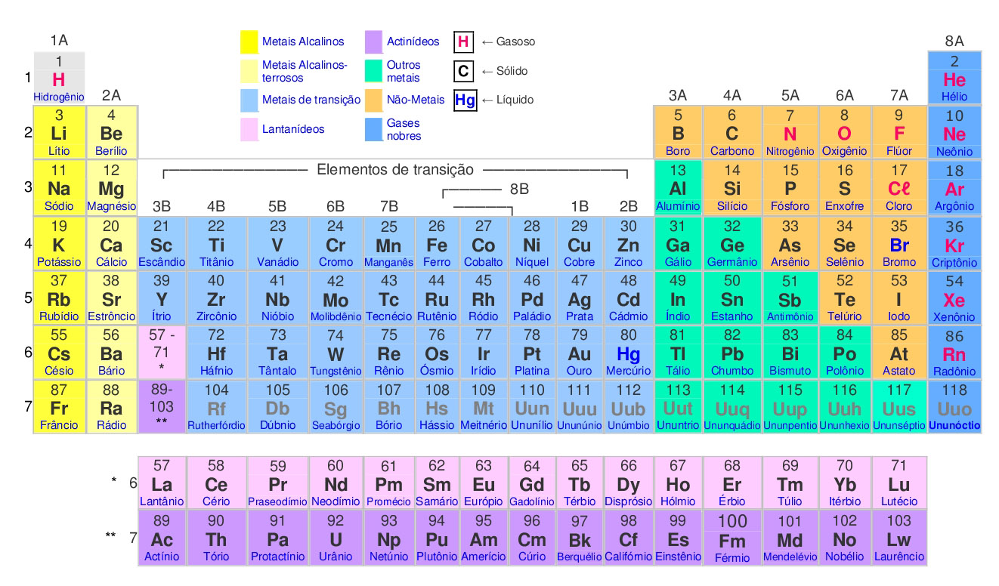 1A 8A
Metais Alcalinos Actinídeos H ← Gasoso
1 2
1 H He
Hidrogênio Hélio
Metais Alcalinos-terrosos Outros metais C ← Sólido
2A 3A 4A 5A 6A 7A
Metais de transição Não-Metais Hg ← Líquido
Lantanídeos Gases nobres
3 4 5 6 7 8 9 10
2 Li Be B C N O F Ne
Lítio Berílio Boro Carbono Nitrogênio Oxigênio Flúor Neônio
Elementos de transição
8B
11 12 13 14 15 16 17 18
3 Na Mg Al Si P S Cℓ Ar
Sódio Magnésio Alumínio Silício Fósforo Enxofre Cloro Argônio
3B 4B 5B 6B 7B 1B 2B
19 20 21 22 23 24 25 26 27 28 29 30 31 32 33 34 35 36
4 K Ca Sc Ti V Cr Mn Fe Co Ni Cu Zn Ga Ge As Se Br Kr
Potássio Cálcio Escândio Titânio Vanádio Cromo Manganês Ferro Cobalto Níquel Cobre Zinco Gálio Germânio Arsênio Selênio Bromo Criptônio
37 38 39 40 41 42 43 44 45 46 47 48 49 50 51 52 53 54
5 Rb Sr Y Zr Nb Mo Tc Ru Rh Pd Ag Cd In Sn Sb Te I Xe
Rubídio Estrôncio Ítrio Zircônio Nióbio Molibdênio Tecnécio Rutênio Ródio Paládio Prata Cádmio Índio Estanho Antimônio Telúrio Iodo Xenônio
55 56 57 - 71 * 72 73 74 75 76 77 78 79 80 81 82 83 84 85 86
6 Cs Ba Hf Ta W Re Os Ir Pt Au Hg Tl Pb Bi Po At Rn
Césio Bário Háfnio Tântalo Tungstênio Rênio Ósmio Irídio Platina Ouro Mercúrio Tálio Chumbo Bismuto Polônio Astato Radônio
87 88 89-103 ** 104 105 106 107 108 109 110 111 112 113 114 115 116 117 118
7 Fr Ra Rf Db Sg Bh Hs Mt Uun Uuu Uub Uut Uuq Uup Uuh Uus Uuo
Frâncio Rádio Rutherfórdio Dúbnio Seabórgio Bório Hássio Meitnério Ununílio Ununúnio Unúmbio Ununtrio Ununquádio Ununpentio Ununhexio Ununséptio Ununóctio
57 58 59 60 61 62 63 64 65 66 67 68 69 70 71
* 6 La Ce Pr Nd Pm Sm Eu Gd Tb Dy Ho Er Tm Yb Lu
Lantânio Cério Praseodímio Neodímio Promécio Samário Európio Gadolínio Térbio Disprósio Hólmio Érbio Túlio Itérbio Lutécio
89 90 91 92 93 94 95 96 97 98 99 100 101 102 103
** 7 Ac Th Pa U Np Pu Am Cm Bk Cf Es Fm Md No Lw
Actínio Tório Protactínio Urânio Netúnio Plutônio Americio Cúrio Berquélio Califórnio Einstênio Férmio Mendelévio Nobélio Laurêncio